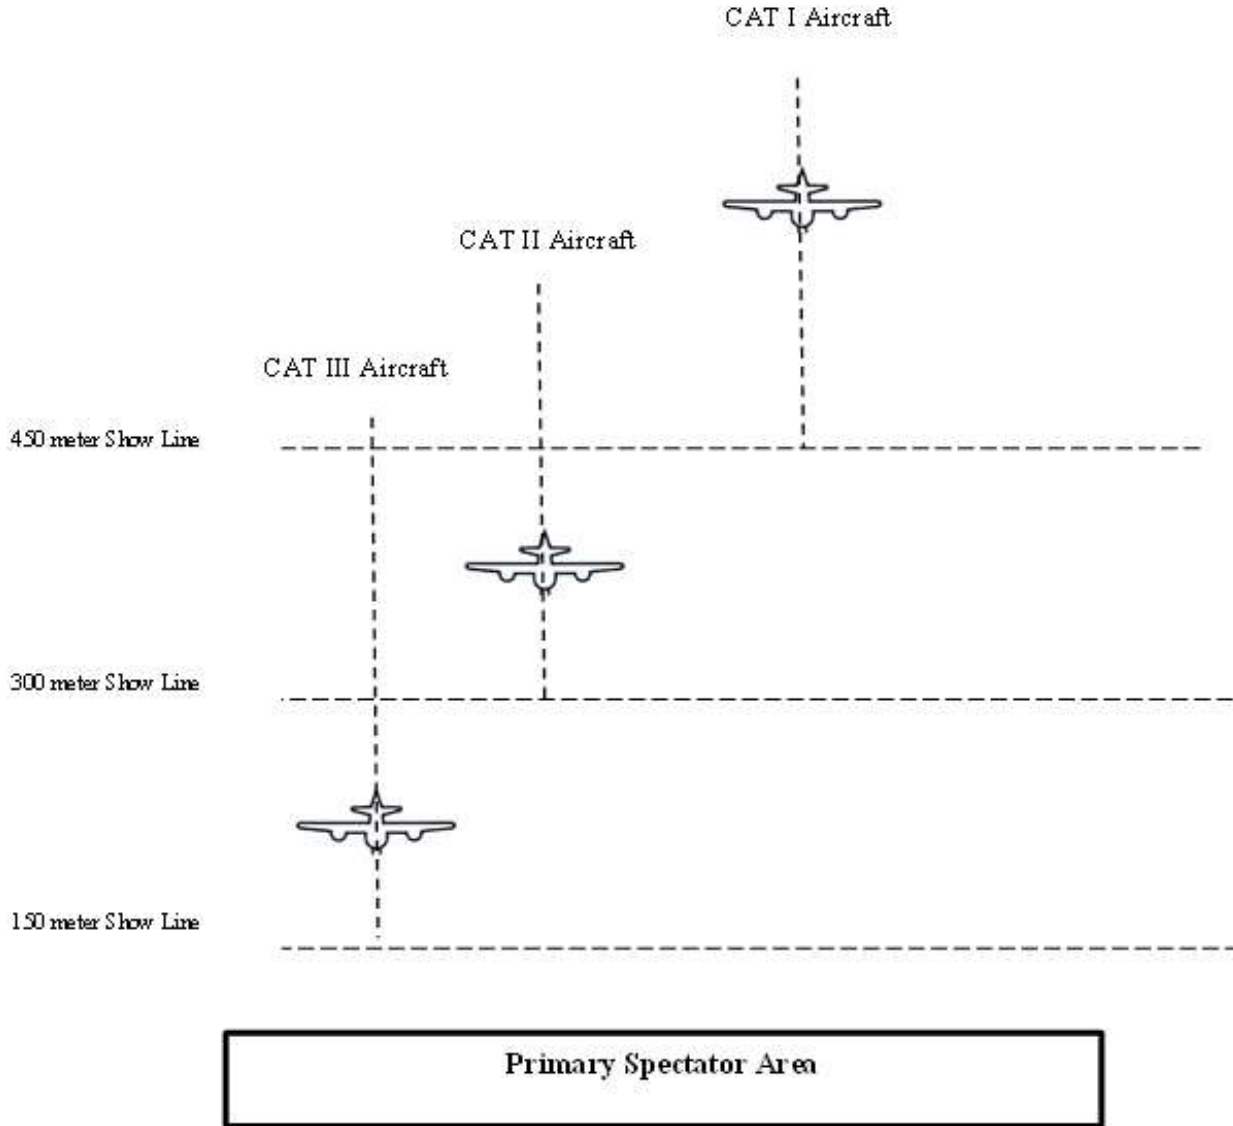 CAT I Aircraft
CAT II Aircraft
CAT III Aircraft
450 meter Show Line
300 meter Show Line
150 meter Show Line
Primary Spectator Area